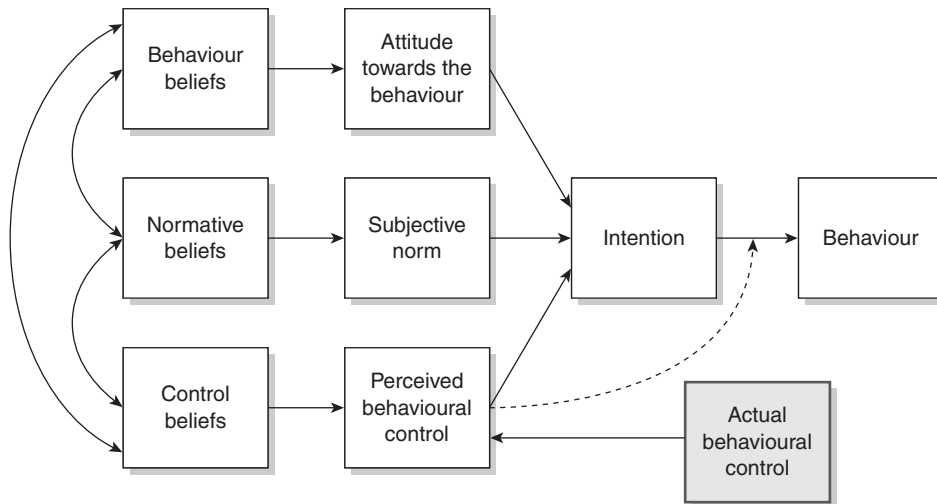 Behaviour
beliefs
Attitude
towards the
behaviour
Normative
beliefs
Subjective
norm
Intention
Behaviour
Control
beliefs
Perceived
behavioural
control
Actual
behavioural
control